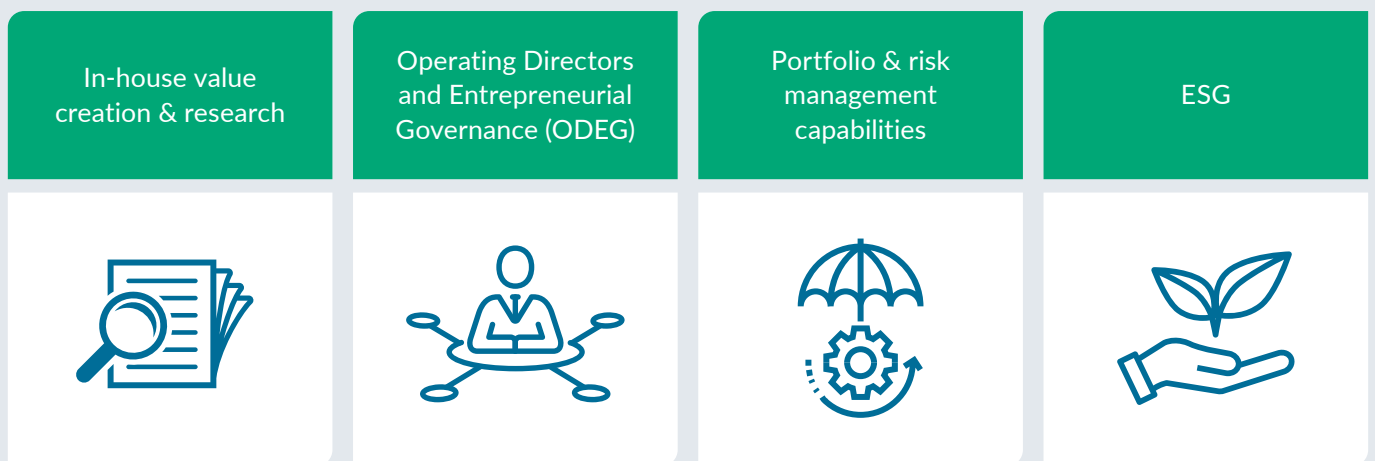 In-house value
creation & research
Operating Directors
and Entrepreneurial
Governance (ODEG)
Portfolio & risk
management
capabilities
ESG